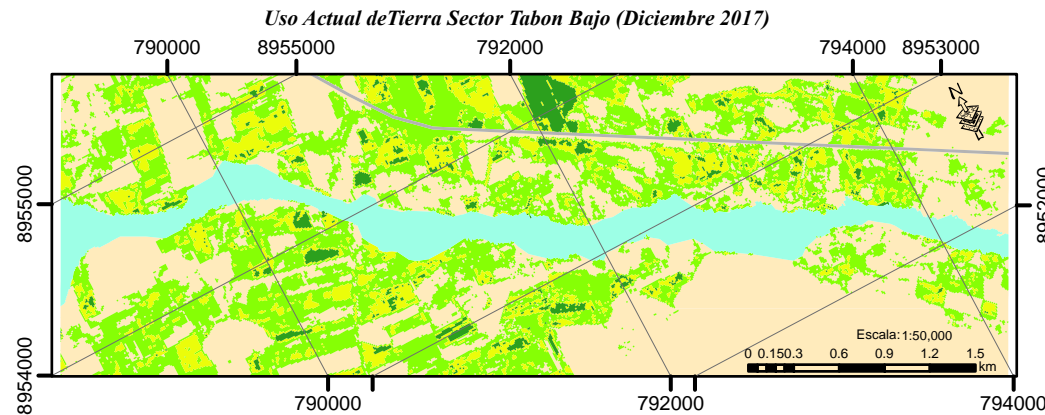 Uso Actual deTierra Sector Tabon Bajo (Diciembre 2017)
790000 8955000 792000 794000 8953000
N
8955000
8952000
8954000
Escala: 1:50,000
0 0.150.3 0.6 0.9 1.2 1.5
km
790000 792000 794000